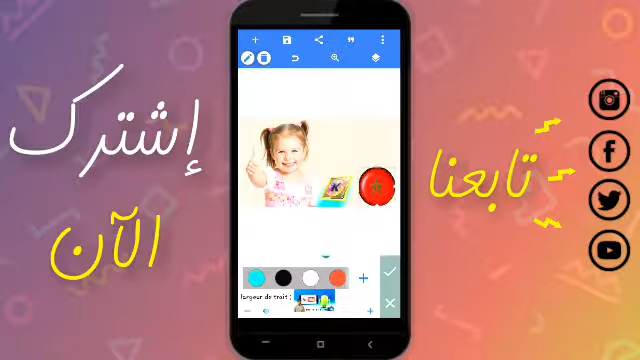 إشترك
الآن
تابعنا
largeur de trait :